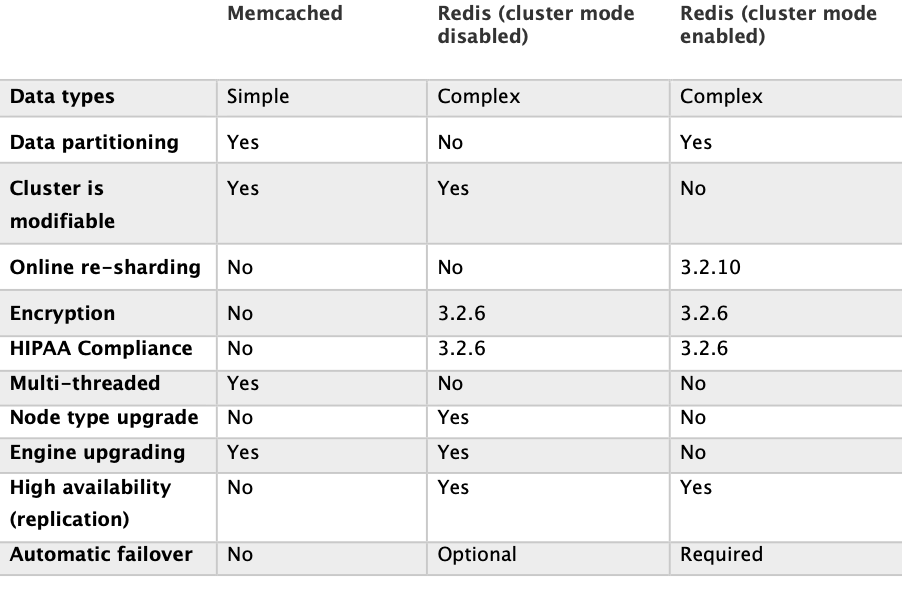 Memcached Redis (cluster mode disabled) Redis (cluster mode enabled)
Data types Simple Complex Complex
Data partitioning Yes No Yes
Cluster is modifiable Yes Yes No
Online re-sharding No No 3.2.10
Encryption No 3.2.6 3.2.6
HIPAA Compliance No 3.2.6 3.2.6
Multi-threaded Yes No No
Node type upgrade No Yes No
Engine upgrading Yes Yes No
High availability (replication) No Yes Yes
Automatic failover No Optional Required